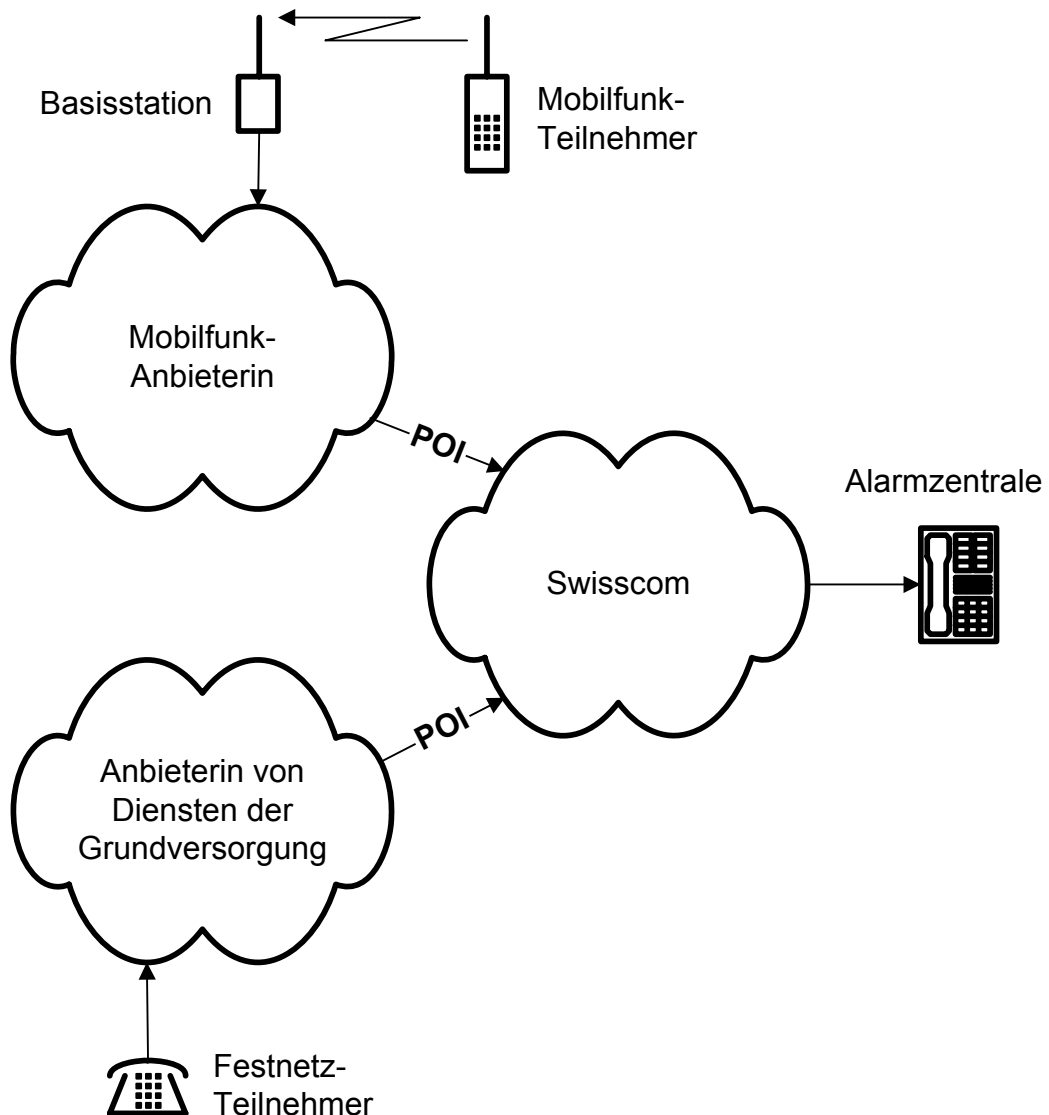 Basisstation
Mobilfunk-
Teilnehmer
Mobilfunk-
Anbieterin
POI
Alarmzentrale
Swisscom
POI
Anbieterin von
Diensten der
Grundversorgung
Festnetz-
Teilnehmer